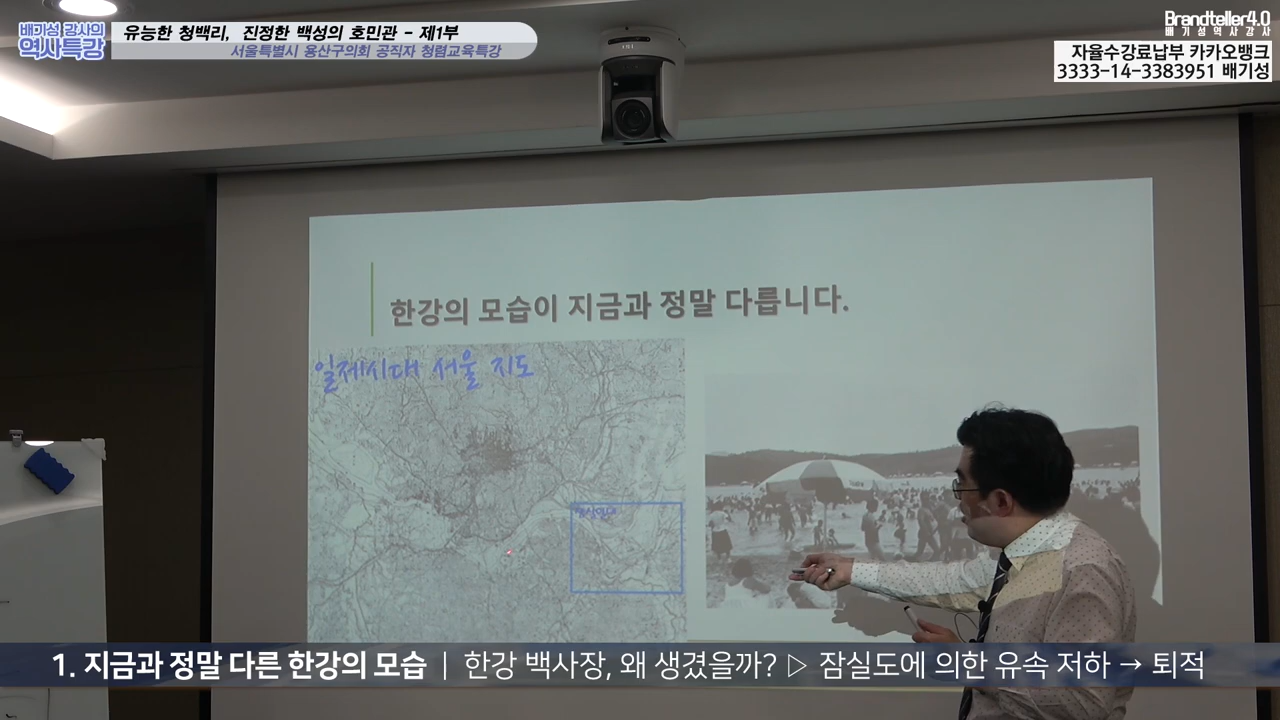 배기성 강사의
역사특강
유능한 청백리, 진정한 백성의 호민관 - 제1부
서울특별시 용산구의회 공직자 청렴교육특강
Brandteller4.0
배기성역사강사
자율수강료납부 카카오뱅크
3333-14-3383951 배기성
한강의 모습이 지금과 정말 다릅니다.
일제시대 서울 지도
1. 지금과 정말 다른 한강의 모습 | 한강 백사장, 왜 생겼을까? ▷ 잠실도에 의한 유속 저하 → 퇴적